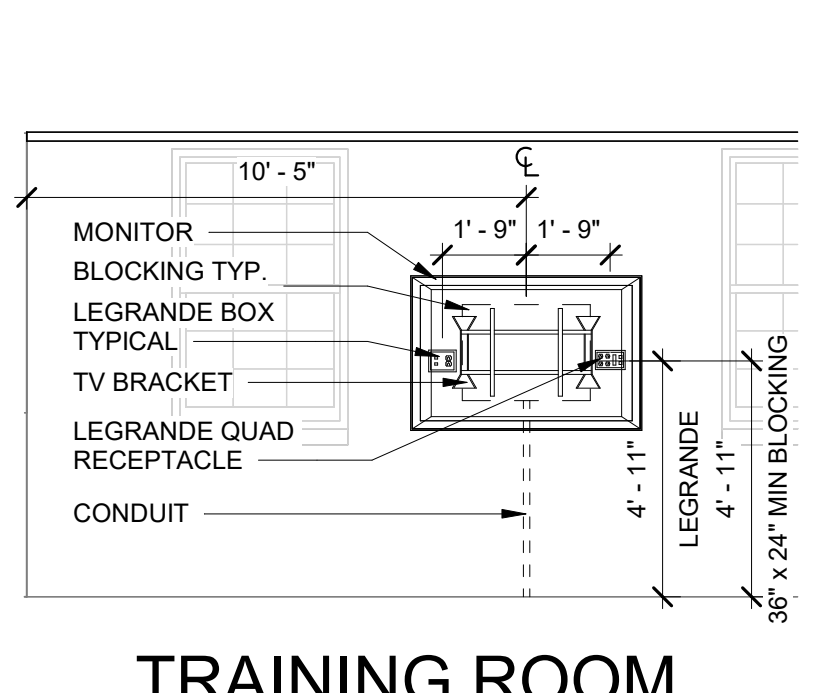 ℄
10' - 5"
1' - 9" 1' - 9"
MONITOR
BLOCKING TYP.
LEGRANDE BOX
TYPICAL
TV BRACKET
LEGRANDE QUAD
RECEPTACLE
CONDUIT
4' - 11"
LEGRANDE
4' - 11"
36" x 24" MIN BLOCKING
TRAINING ROOM